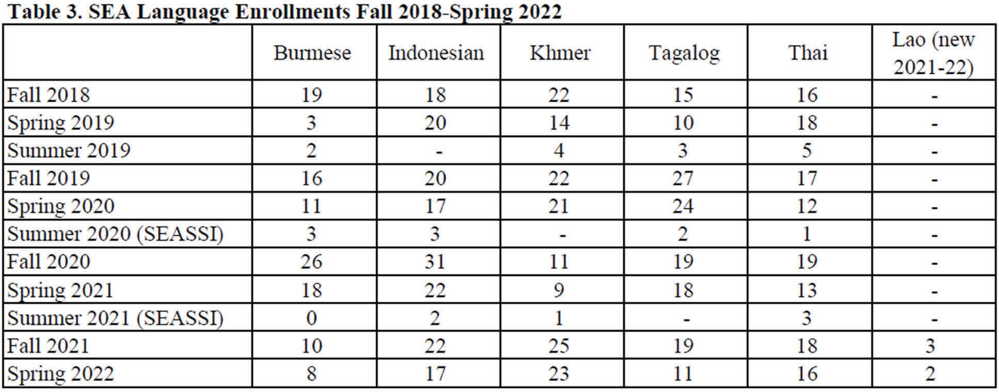 Table 3. SEA Language Enrollments Fall 2018-Spring 2022
Burmese Indonesian Khmer Tagalog Thai Lao (new
2021-22)
Fall 2018 19 18 22 15 16 -
Spring 2019 3 20 14 10 18 -
Summer 2019 2 - 4 3 5 -
Fall 2019 16 20 22 27 17 -
Spring 2020 11 17 21 24 12 -
Summer 2020 (SEASSI) 3 3 - 2 1 -
Fall 2020 26 31 11 19 19 -
Spring 2021 18 22 9 18 13 -
Summer 2021 (SEASSI) 0 2 1 - 3 -
Fall 2021 10 22 25 19 18 3
Spring 2022 8 17 23 11 16 2